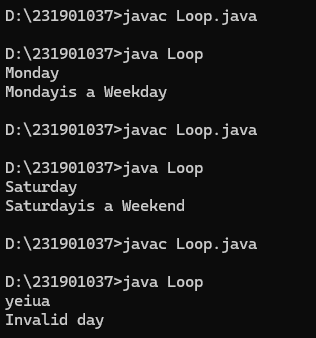 D:\231901037>javac Loop.java
D:\231901037>java Loop
Monday
Mondayis a Weekday
D:\231901037>javac Loop.java
D:\231901037>java Loop
Saturday
Saturdayis a Weekend
D:\231901037>javac Loop.java
D:\231901037>java Loop
yeiua
Invalid day